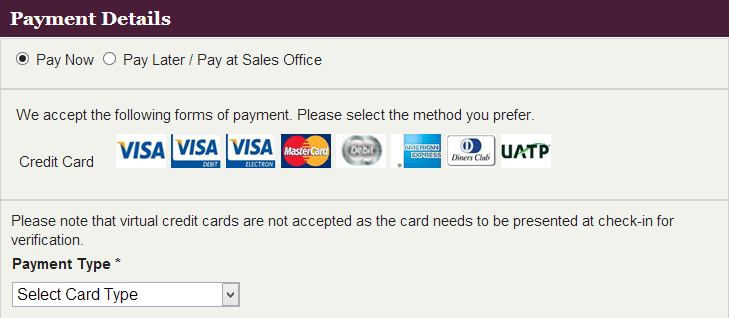 Payment Details
Pay Now Pay Later / Pay at Sales Office
We accept the following forms of payment. Please select the method you prefer.
Credit Card VISA VISA DEBIT VISA ELECTRON MasterCard Debit AMERICAN EXPRESS Diners Club UATP
Please note that virtual credit cards are not accepted as the card needs to be presented at check-in for
verification.
Payment Type *
Select Card Type